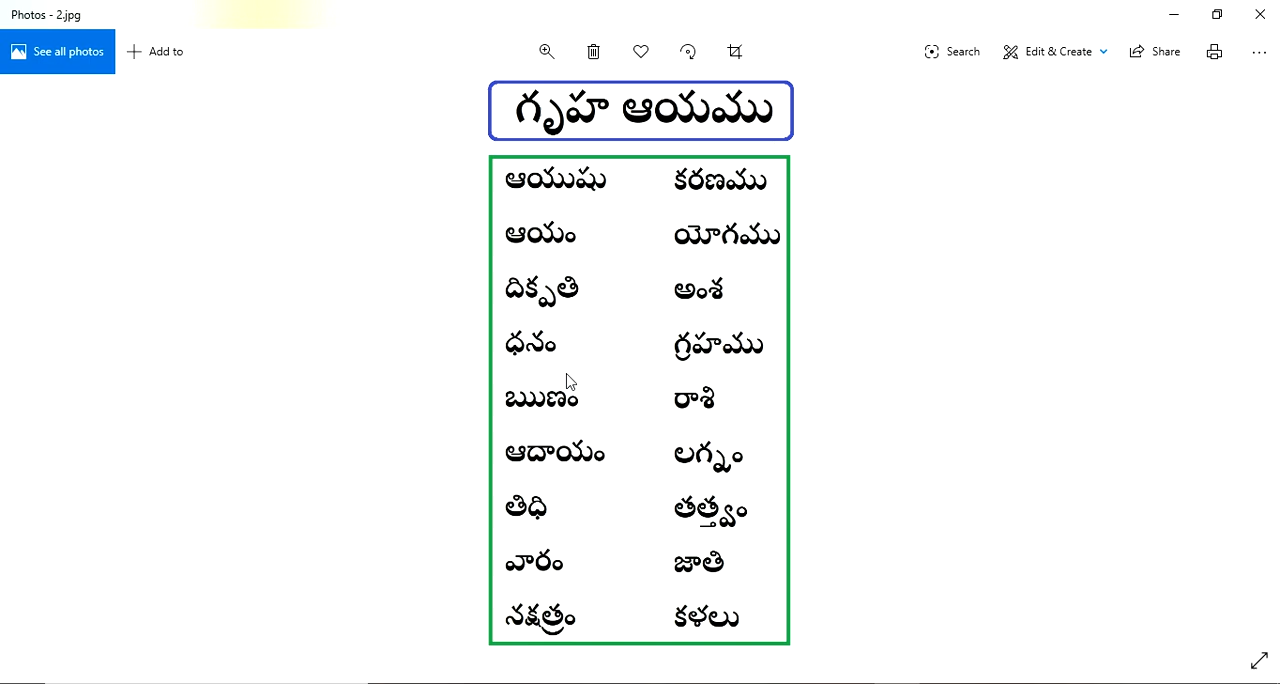 Photos - 2.jpg
See all photos Add to Search Edit & Create Share
గృహ ఆయము
ఆయుషు కరణము
ఆయం యోగము
దిక్పతి అంశ
ధనం గ్రహము
ఋణం రాశి
ఆదాయం లగ్నం
తిధి తత్త్వం
వారం జాతి
నక్షత్రం కళలు